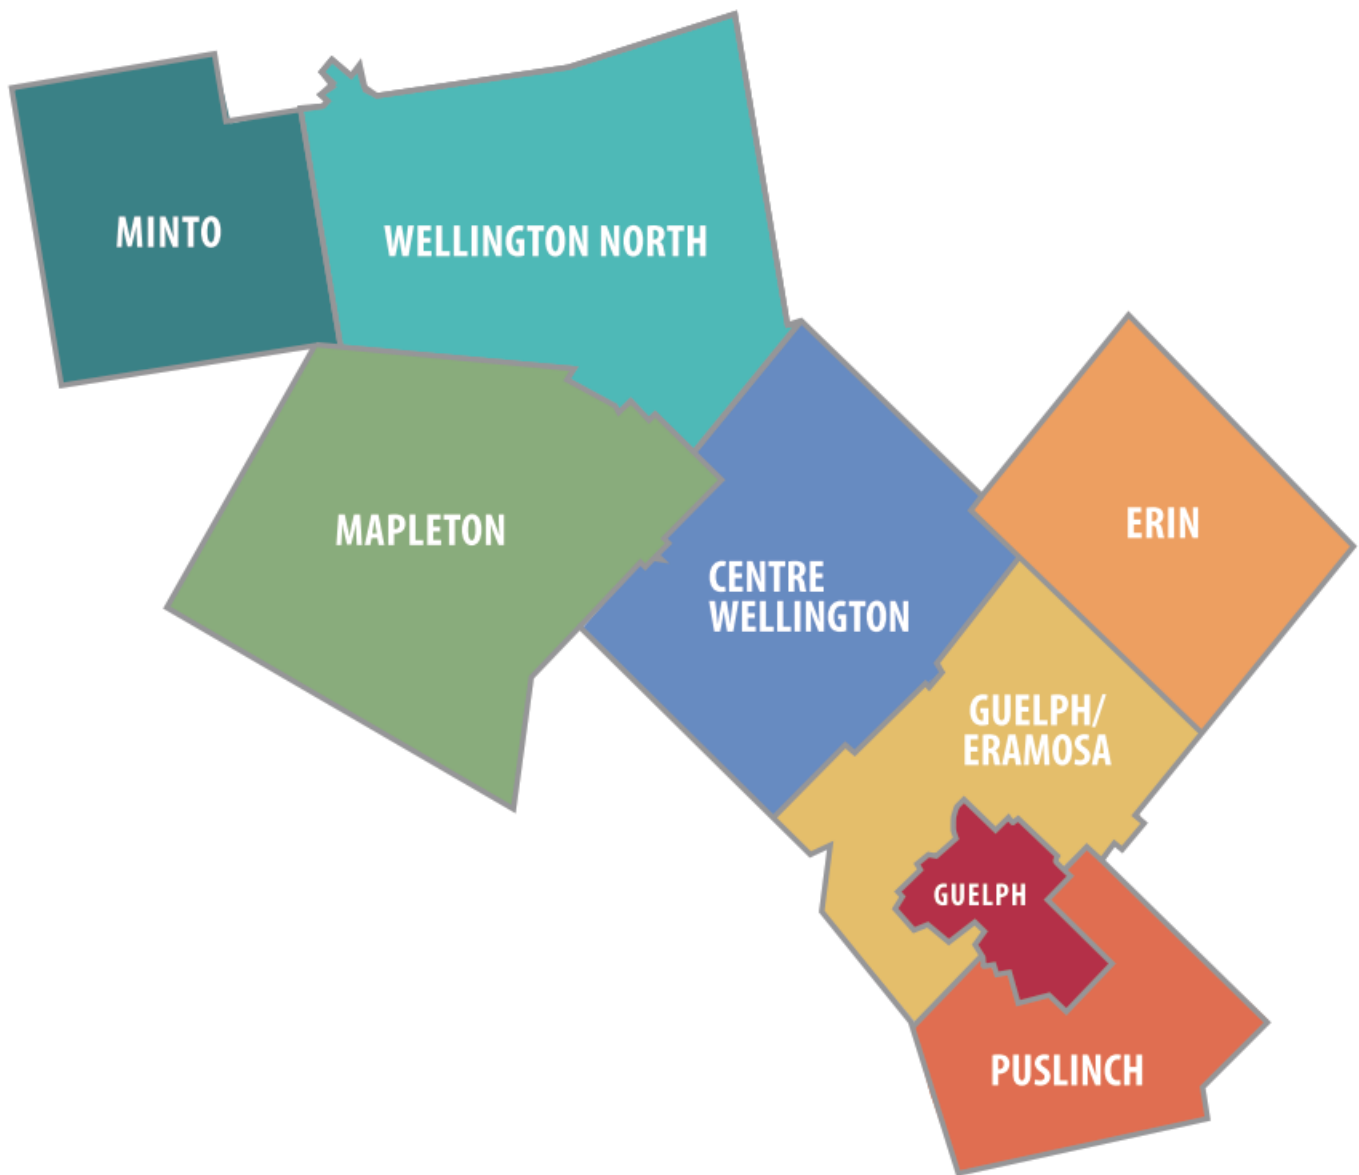 MINTO
WELLINGTON NORTH
MAPLETON
ERIN
CENTRE
WELLINGTON
GUELPH/
ERAMOSA
GUELPH
PUSLINCH